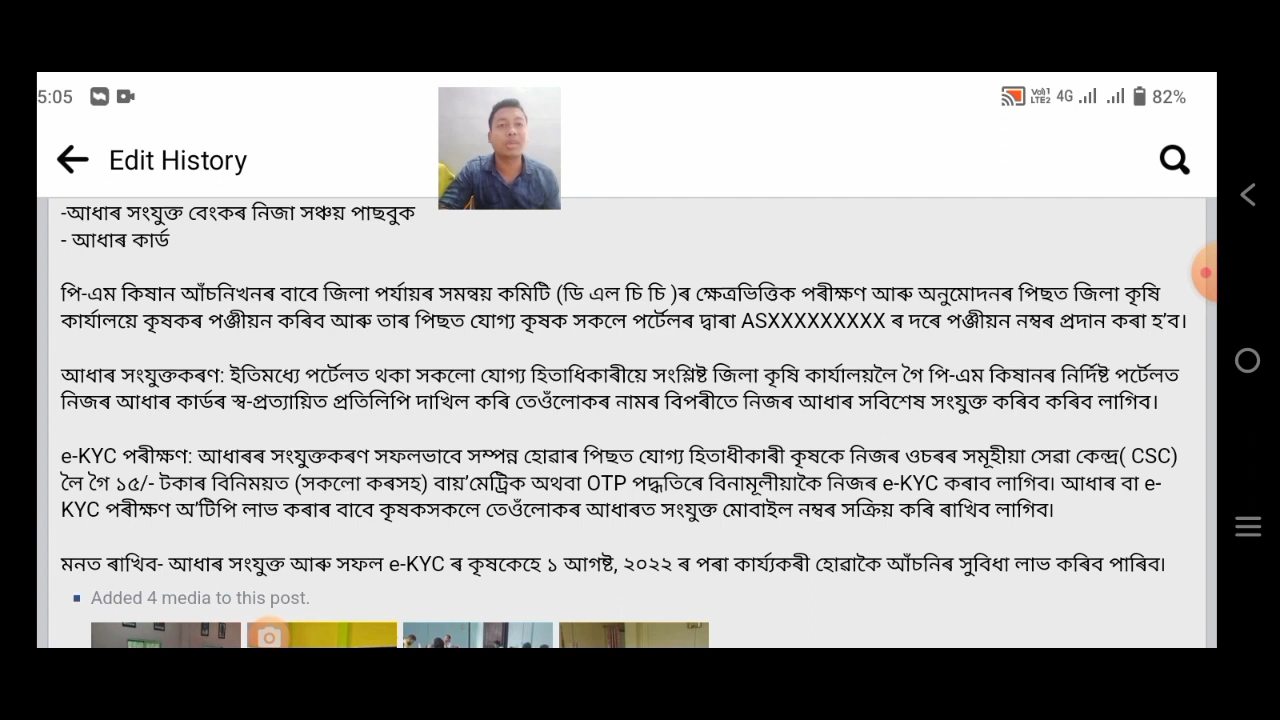 5:05
Vo)) 1 LTE2 4G 82%
Edit History
-আধাৰ সংযুক্ত বেংকৰ নিজা সঞ্চয় পাছবুক
- আধাৰ কাৰ্ড
পি-এম কিষান আঁচনিখনৰ বাবে জিলা পৰ্যায়ৰ সমন্বয় কমিটি (ডি এল চি চি )ৰ ক্ষেত্ৰভিত্তিক পৰীক্ষণ আৰু অনুমোদনৰ পিছত জিলা কৃষি
কাৰ্যালয়ে কৃষকৰ পঞ্জীয়ন কৰিব আৰু তাৰ পিছত যোগ্য কৃষক সকলে পৰ্টেলৰ দ্বাৰা ASXXXXXXXXX ৰ দৰে পঞ্জীয়ন নম্বৰ প্ৰদান কৰা হ'ব।
আধাৰ সংযুক্তকৰণ: ইতিমধ্যে পৰ্টেলত থকা সকলো যোগ্য হিতাধিকাৰীয়ে সংশ্লিষ্ট জিলা কৃষি কাৰ্যালয়লৈ গৈ পি-এম কিষানৰ নিৰ্দিষ্ট পৰ্টেলত
নিজৰ আধাৰ কাৰ্ডৰ স্ব-প্ৰত্যায়িত প্ৰতিলিপি দাখিল কৰি তেওঁলোকৰ নামৰ বিপৰীতে নিজৰ আধাৰ সবিশেষ সংযুক্ত কৰিব কৰিব লাগিব।
e-KYC পৰীক্ষণ: আধাৰৰ সংযুক্তকৰণ সফলভাবে সম্পন্ন হোৱাৰ পিছত যোগ্য হিতাধীকাৰী কৃষকে নিজৰ ওচৰৰ সমূহীয়া সেৱা কেন্দ্ৰ( CSC)
লৈ গৈ ১৫/- টকাৰ বিনিময়ত (সকলো কৰসহ) বায়'মেট্ৰিক অথবা OTP পদ্ধতিৰে বিনামূলীয়াকৈ নিজৰ e-KYC কৰাব লাগিব। আধাৰ বা e-
KYC পৰীক্ষণ অ'টিপি লাভ কৰাৰ বাবে কৃষকসকলে তেওঁলোকৰ আধাৰত সংযুক্ত মোবাইল নম্বৰ সক্ৰিয় কৰি ৰাখিব লাগিব।
মনত ৰাখিব- আধাৰ সংযুক্ত আৰু সফল e-KYC ৰ কৃষকেহে ১ আগষ্ট, ২০২২ ৰ পৰা কাৰ্য্যকৰী হোৱাকৈ আঁচনিৰ সুবিধা লাভ কৰিব পাৰিব।
Added 4 media to this post.